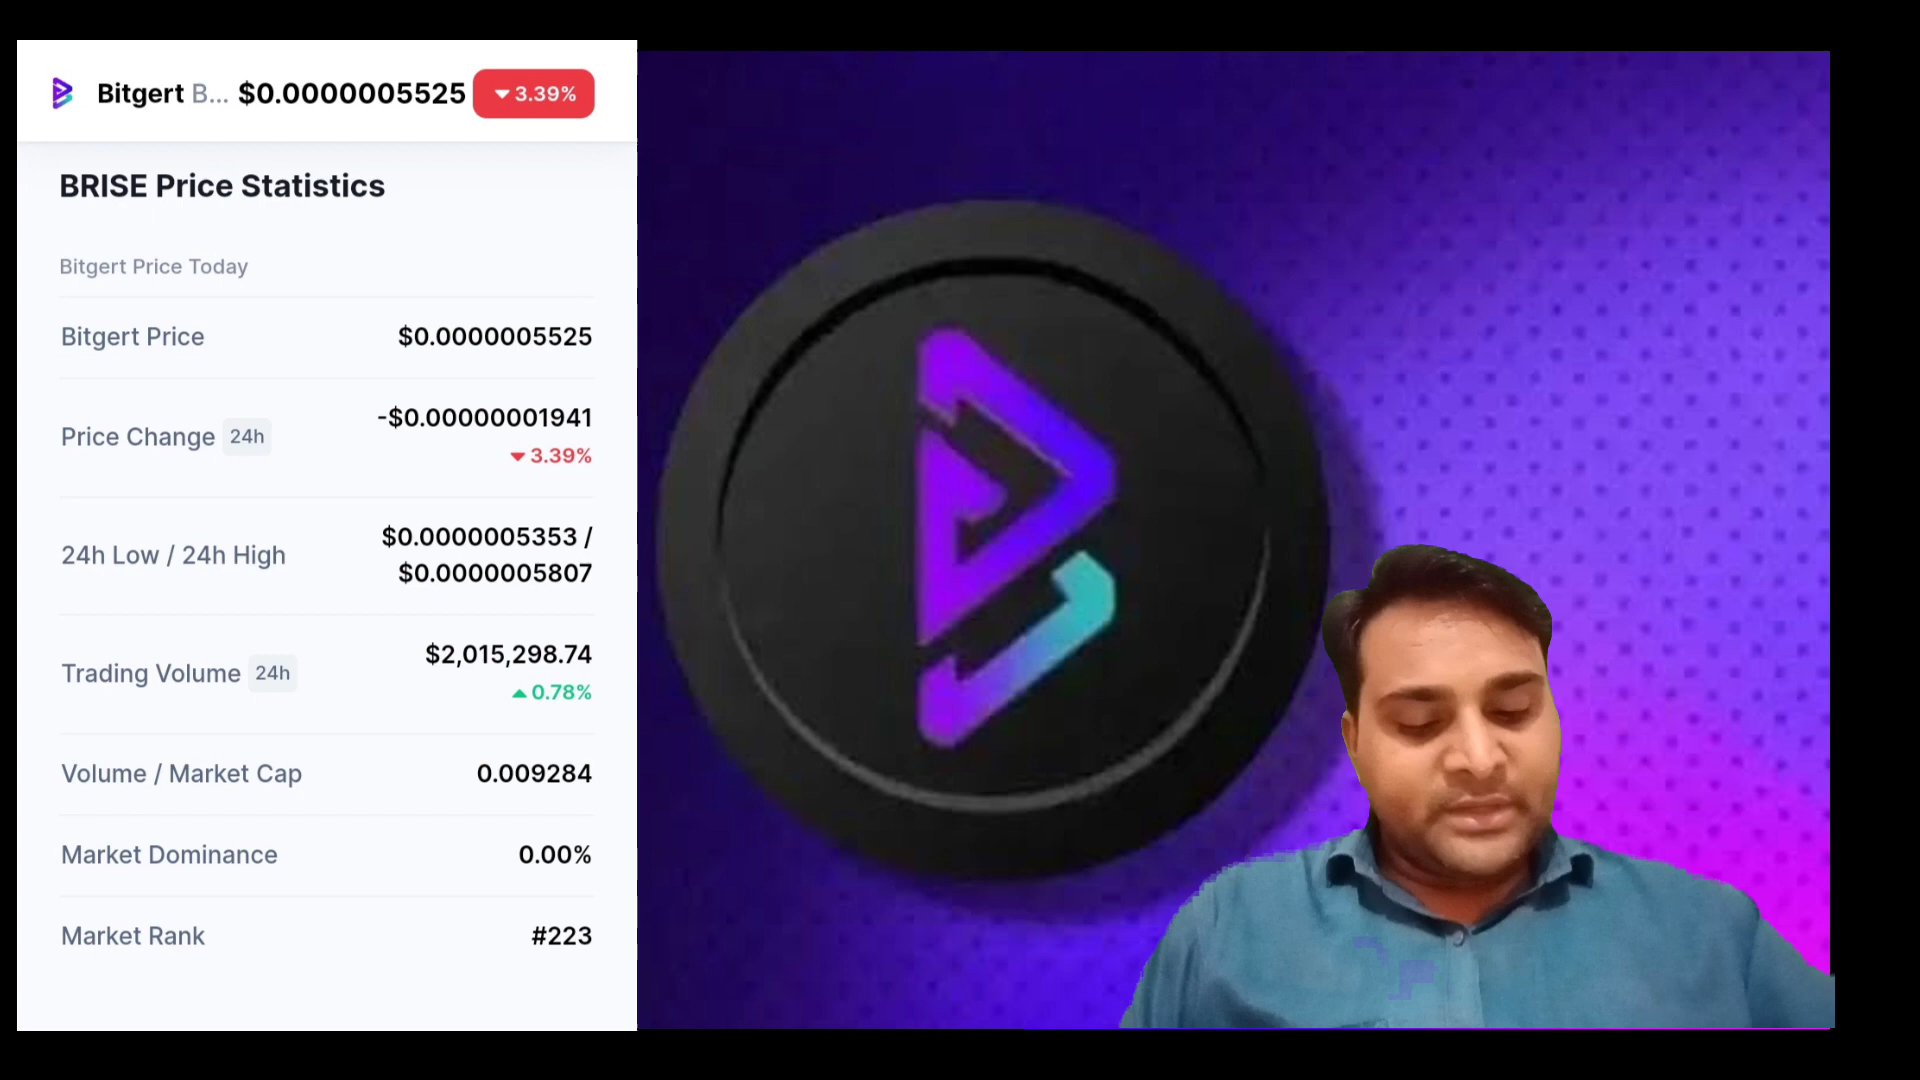 Bitgert B... $0.0000005525 3.39%
BRISE Price Statistics
Bitgert Price Today
Bitgert Price $0.0000005525
Price Change 24h -$0.00000001941
3.39%
24h Low / 24h High $0.0000005353 /
$0.0000005807
Trading Volume 24h $2,015,298.74
0.78%
Volume / Market Cap 0.009284
Market Dominance 0.00%
Market Rank #223